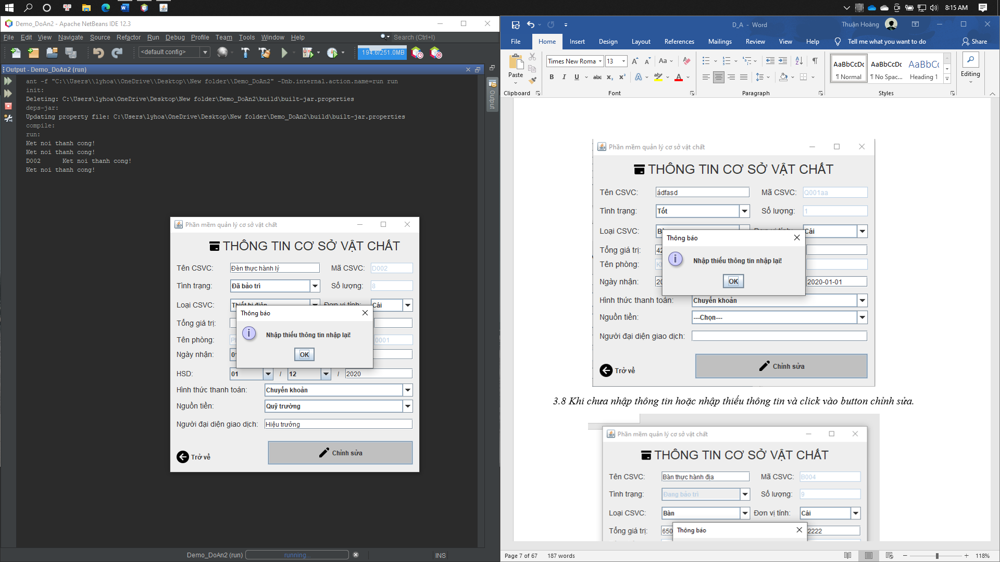 8:15 AM
Demo_DoAn2 - Apache NetBeans IDE 12.3
File Edit View Navigate Source Refactor Run Debug Profile Team Tools Window Help
Search (Ctrl+I)
<default config>
194.6/251.0MB
Output - Demo_DoAn2 (run)
ant -f "C:\\Users\\lyhoa\\OneDrive\\Desktop\\New folder\\Demo_DoAn2" -Dnb.internal.action.name=run run
init:
Deleting: C:\Users\lyhoa\OneDrive\Desktop\New folder\Demo_DoAn2\build\built-jar.properties
deps-jar:
Updating property file: C:\Users\lyhoa\OneDrive\Desktop\New folder\Demo_DoAn2\build\built-jar.properties
compile:
run:
Ket noi thanh cong!
Ket noi thanh cong!
D002 Ket noi thanh cong!
Ket noi thanh cong!
Output
Phần mềm quản lý cơ sở vật chất
THÔNG TIN CƠ SỞ VẬT CHẤT
Tên CSVC: Đèn thực hành lý Mã CSVC: D002
Tình trạng: Đã bảo trì Số lượng: 8
Loại CSVC: Thiết bị điện Đơn vị tính: Cái
Tổng giá trị:
Tên phòng: 0001
Ngày nhận: 01
Thông báo
Nhập thiếu thông tin nhập lại!
OK
HSD: 01 / 12 / 2020
Hình thức thanh toán: Chuyển khoản
Nguồn tiền: Quỹ trường
Người đại diện giao dịch: Hiệu trưởng
Trở về
Chỉnh sửa
Demo_DoAn2 (run) running... INS
D_A - Word
Thuận Hoàng
File Home Insert Design Layout References Mailings Review View Help Tell me what you want to do Share
Paste
Times New Roma 13
AaBbCcDc AaBbCcDc AaBbCc
¶ Normal ¶ No Spac... Heading 1
Editing
Clipboard Font Paragraph Styles
Phần mềm quản lý cơ sở vật chất
THÔNG TIN CƠ SỞ VẬT CHẤT
Tên CSVC: ádfasd Mã CSVC: Q001aa
Tình trạng: Tốt Số lượng: 1
Loại CSVC: Đơn vị tính: Cái
Tổng giá trị: 42
Tên phòng:
Ngày nhận: 20 2020-01-01
Thông báo
Nhập thiếu thông tin nhập lại!
OK
Hình thức thanh toán: Chuyển khoản
Nguồn tiền: ---Chọn---
Người đại diện giao dịch:
Trở về
Chỉnh sửa
3.8 Khi chưa nhập thông tin hoặc nhập thiếu thông tin và click vào button chỉnh sửa.
Phần mềm quản lý cơ sở vật chất
THÔNG TIN CƠ SỞ VẬT CHẤT
Tên CSVC: Bàn thực hành địa Mã CSVC: B004
Tình trạng: Đang bảo trì Số lượng: 9
Loại CSVC: Bàn Đơn vị tính: Cái
Tổng giá trị: 650 2222
Thông báo
Page 7 of 67 187 words 118%